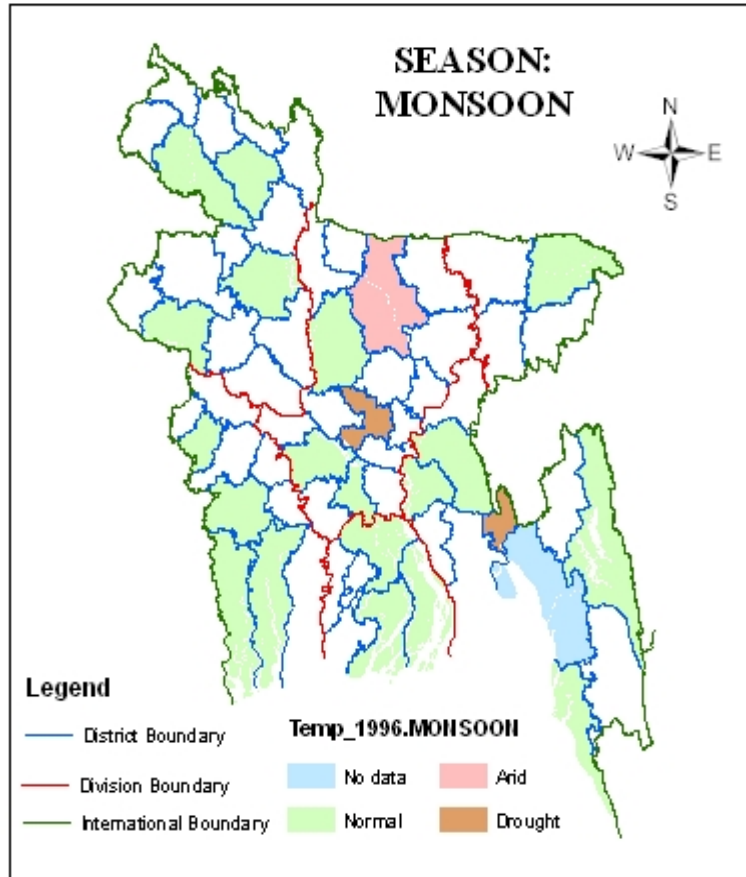 SEASON:
MONSOON
N
W E
S
Legend
District Boundary
Division Boundary
International Boundary
Temp_1996.MONSOON
No data
Arid
Normal
Drought